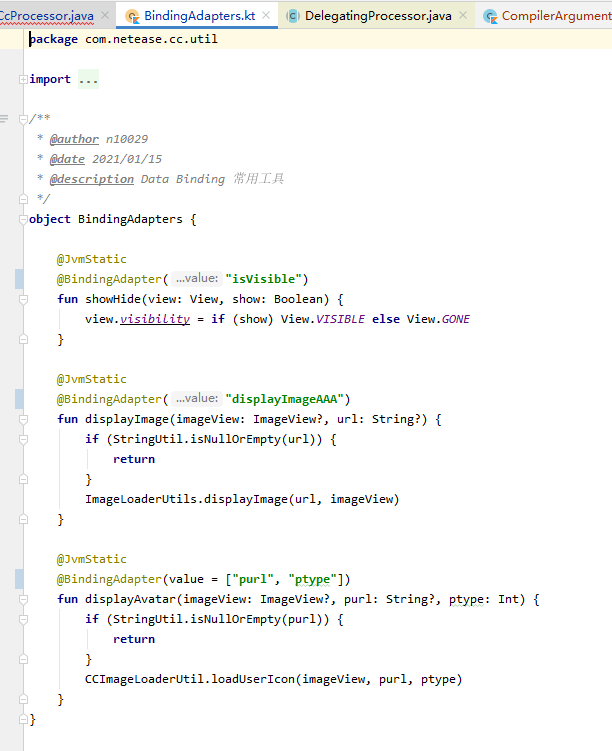 CcProcessor.java BindingAdapters.kt DelegatingProcessor.java CompilerArgument
package com.netease.cc.util
import ...
/**
* @author n10029
* @date 2021/01/15
* @description Data Binding 常用工具
*/
object BindingAdapters {
@JvmStatic
@BindingAdapter( ...value: "isVisible")
fun showHide(view: View, show: Boolean) {
view.visibility = if (show) View.VISIBLE else View.GONE
}
@JvmStatic
@BindingAdapter( ...value: "displayImageAAA")
fun displayImage(imageView: ImageView?, url: String?) {
if (StringUtil.isNullOrEmpty(url)) {
return
}
ImageLoaderUtils.displayImage(url, imageView)
}
@JvmStatic
@BindingAdapter(value = ["purl", "ptype"])
fun displayAvatar(imageView: ImageView?, purl: String?, ptype: Int) {
if (StringUtil.isNullOrEmpty(purl)) {
return
}
CCImageLoaderUtil.loadUserIcon(imageView, purl, ptype)
}
}